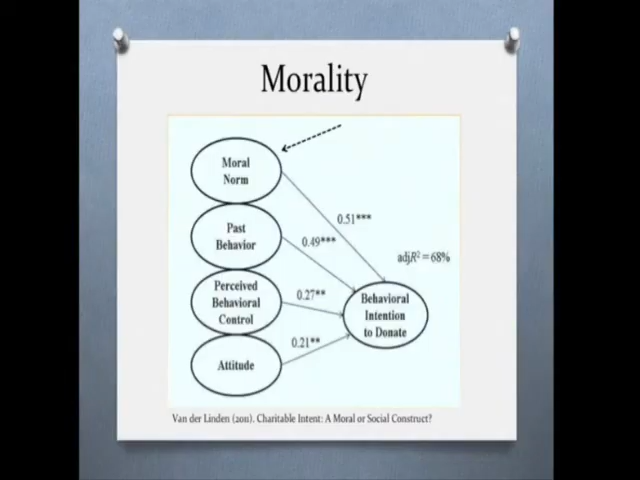 Morality
Moral
Norm
0.51***
Past
Behavior
0.49***
adjR² = 68%
Perceived
Behavioral
Control
0.27**
Behavioral
Intention
to Donate
0.21**
Attitude
Van der Linden (2011). Charitable Intent: A Moral or Social Construct?